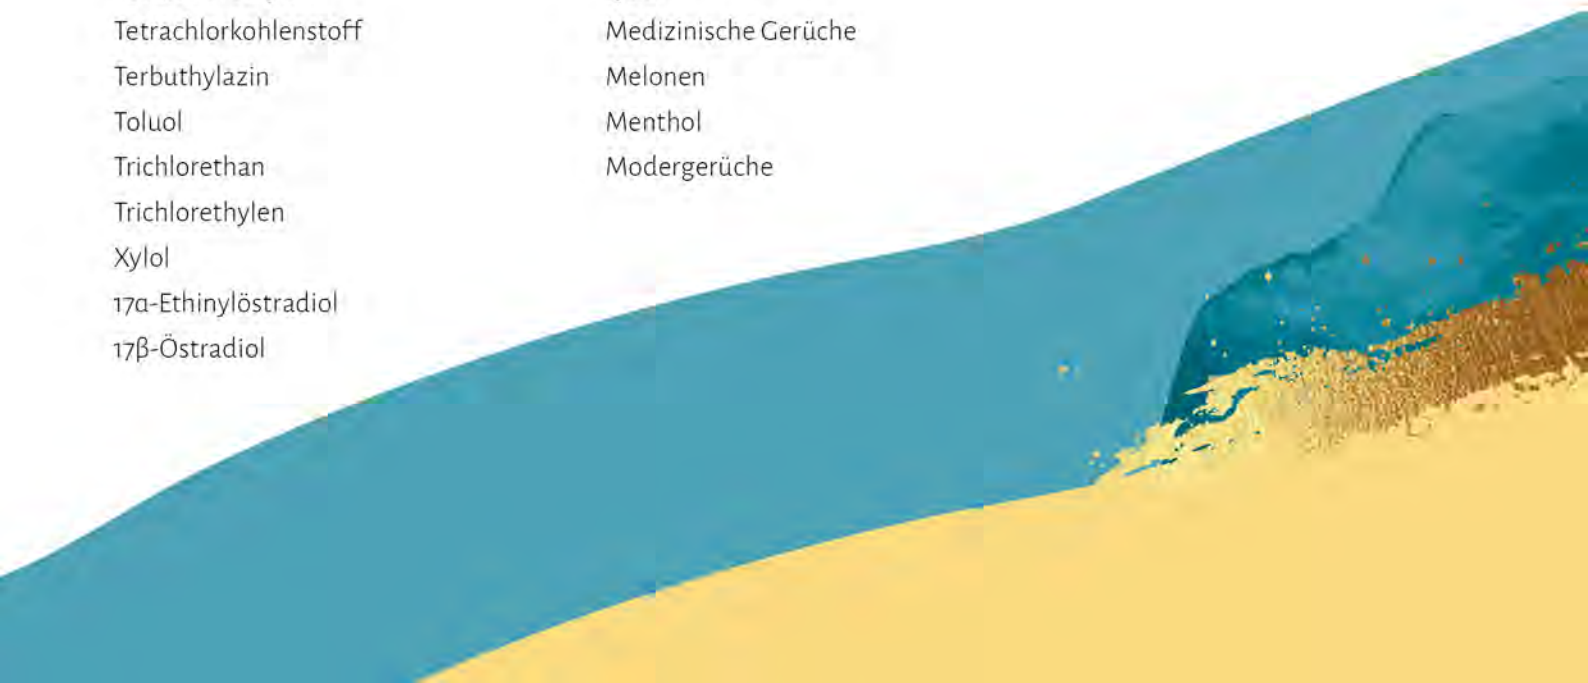 Tetrachlorkohlenstoff
Terbuthylazin
Toluol
Trichlorethan
Trichlorethylen
Xylol
17α-Ethinylöstradiol
17β-Östradiol
Medizinische Gerüche
Melonen
Menthol
Modergerüche